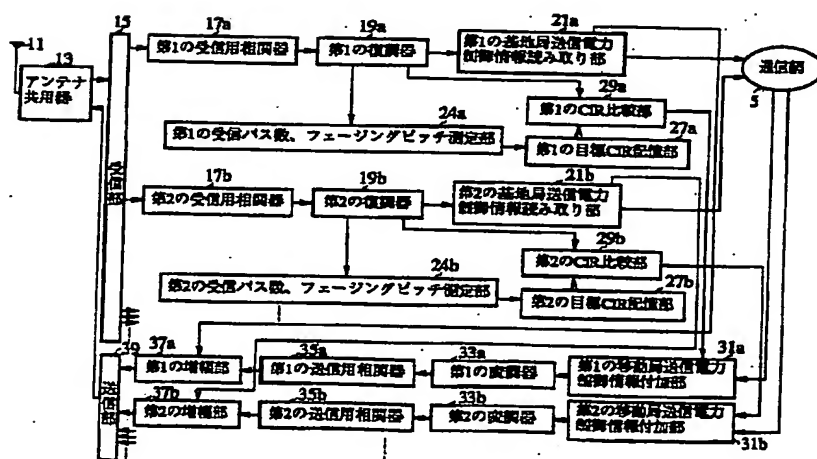 11
13
アンテナ
共用器
15
受信部
17a
第1の受信用相関器
19a
第1の復調器
21a
第1の基地局送信電力
制御情報読み取り部
通信網
5
29a
第1のCIR比較部
24a
第1の受信パス数、フェージングピッチ測定部
27a
第1の目標CIR記憶部
17b
第2の受信用相関器
19b
第2の復調器
21b
第2の基地局送信電力
制御情報読み取り部
29b
第2のCIR比較部
24b
第2の受信パス数、フェージングピッチ測定部
27b
第2の目標CIR記憶部
39
送信部
37a
第1の増幅部
35a
第1の送信用相関器
33a
第1の変調器
31a
第1の移動局送信電力
制御情報付加部
37b
第2の増幅部
35b
第2の送信用相関器
33b
第2の変調器
第2の移動局送信電力
制御情報付加部
31b